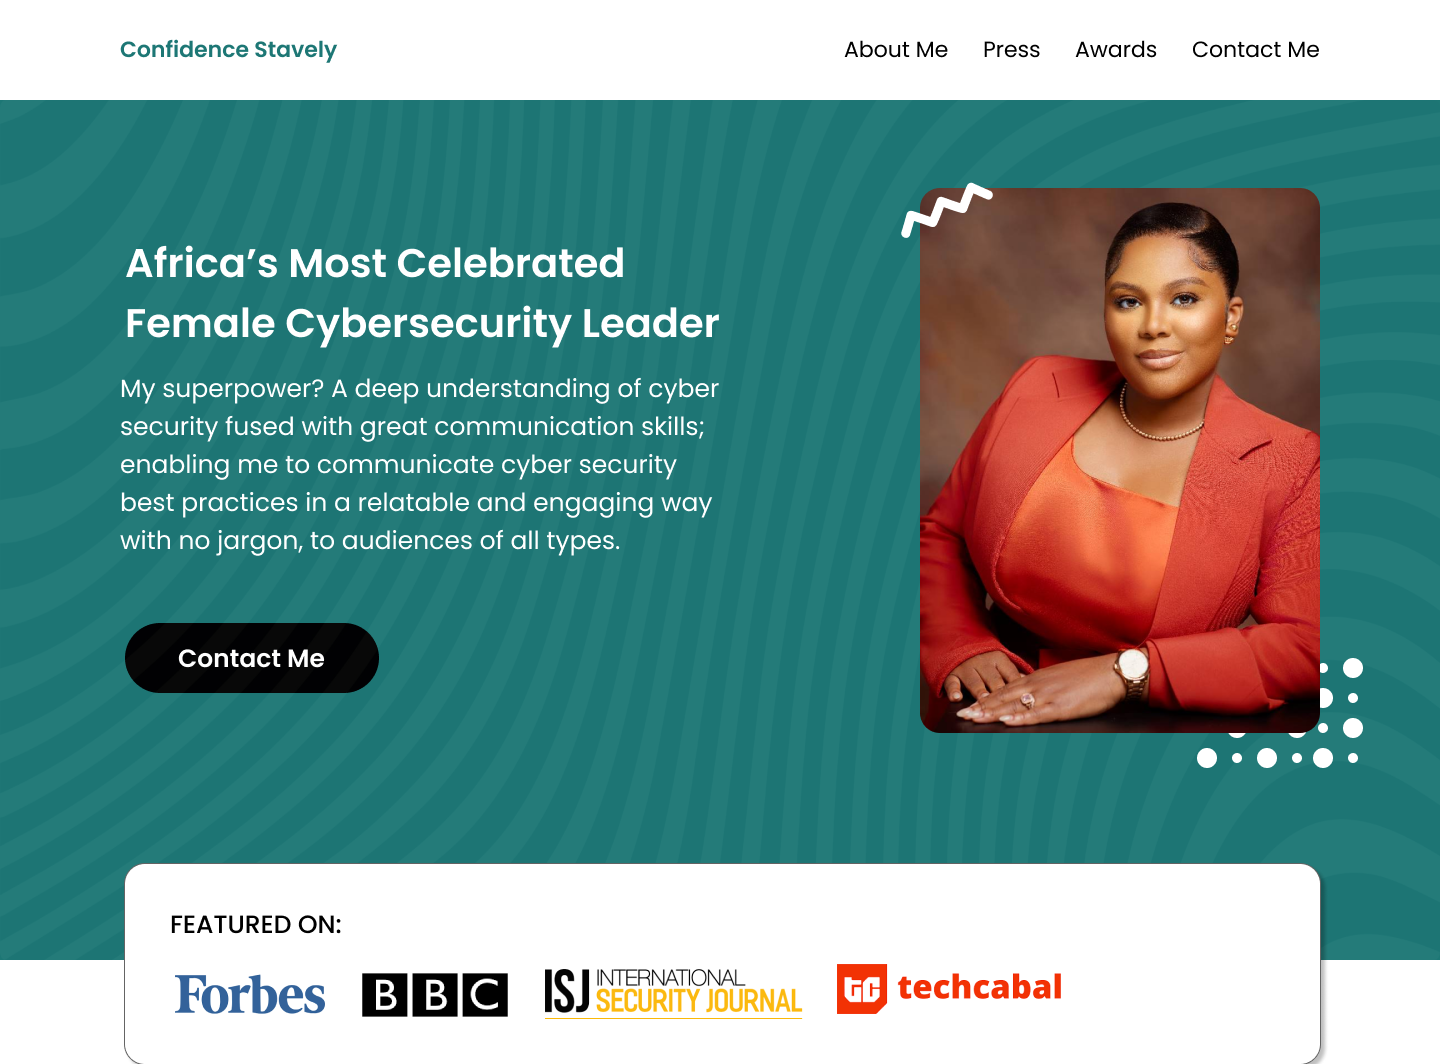 Confidence Stavely
About Me Press Awards Contact Me
Africa’s Most Celebrated
Female Cybersecurity Leader
My superpower? A deep understanding of cyber
security fused with great communication skills;
enabling me to communicate cyber security
best practices in a relatable and engaging way
with no jargon, to audiences of all types.
Contact Me
FEATURED ON:
Forbes
BBC
ISJ INTERNATIONAL
SECURITY JOURNAL
TC techcabal